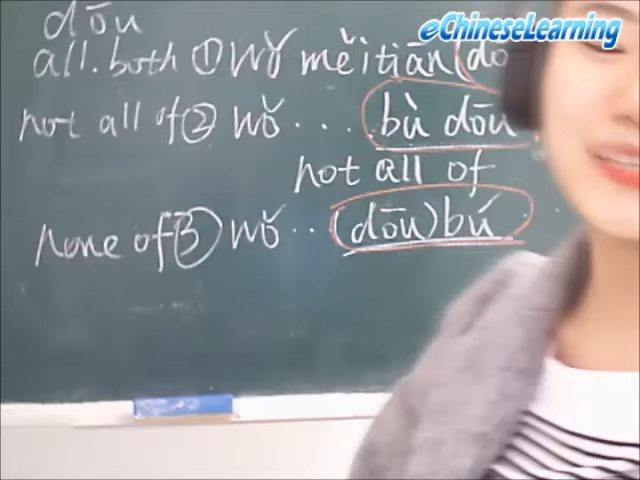 eChineseLearning
dōu
all. both ① wǒ měitiān (do
not all of ② wǒ ... bù dōu
not all of
none of ③ wǒ .. (dōu) bú